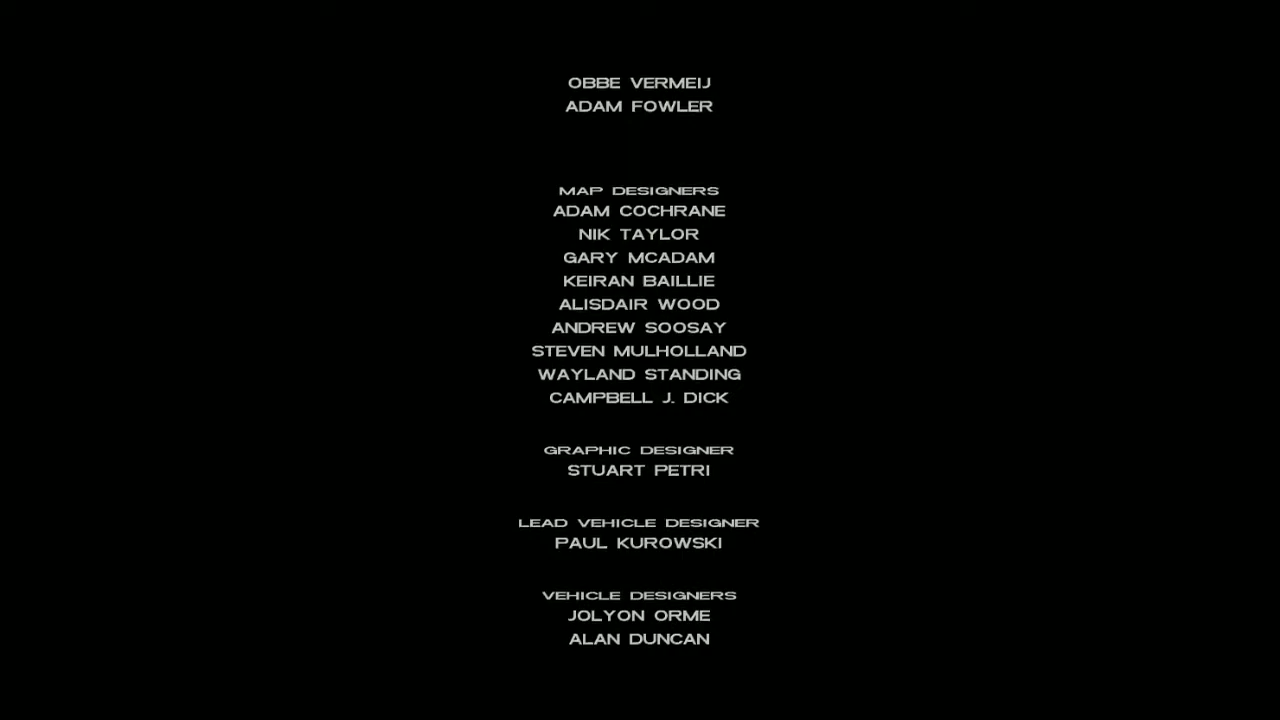 OBBE VERMEIJ
ADAM FOWLER
MAP DESIGNERS
ADAM COCHRANE
NIK TAYLOR
GARY MCADAM
KEIRAN BAILLIE
ALISDAIR WOOD
ANDREW SOOSAY
STEVEN MULHOLLAND
WAYLAND STANDING
CAMPBELL J. DICK
GRAPHIC DESIGNER
STUART PETRI
LEAD VEHICLE DESIGNER
PAUL KUROWSKI
VEHICLE DESIGNERS
JOLYON ORME
ALAN DUNCAN